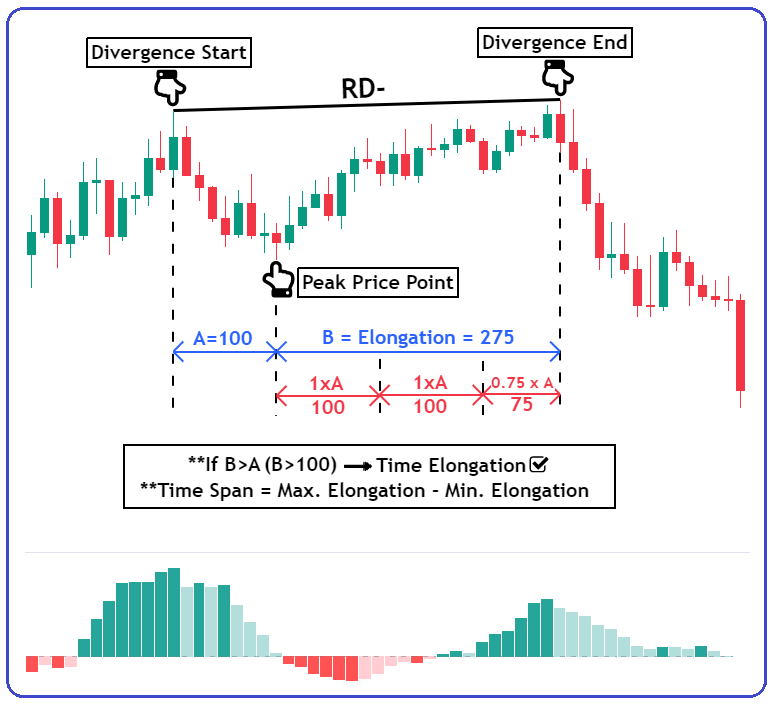 Divergence Start
Divergence End
RD-
Peak Price Point
A=100
B = Elongation = 275
1xA
100
1xA
100
0.75 x A
75
**If B>A (B>100) → Time Elongation ☑
**Time Span = Max. Elongation - Min. Elongation